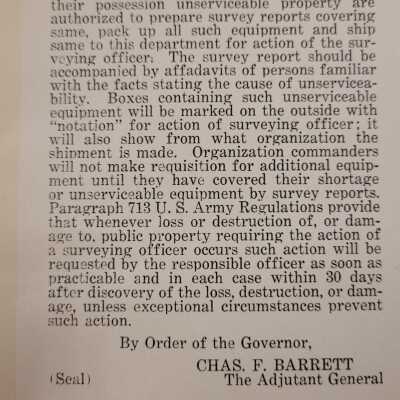 their possession unserviceable property are
authorized to prepare survey reports covering
same, pack up all such equipment and ship
same to this department for action of the sur-
veying officer. The survey report should be
accompanied by affadavits of persons familiar
with the facts stating the cause of unservicea-
bility. Boxes containing such unserviceable
equipment will be marked on the outside with
"notation" for action of surveying officer; it
will also show from what organization the
shipment is made. Organization commanders
will not make requisition for additional equip-
ment until they have covered their shortage
or unserviceable equipment by survey reports.
Paragraph 713 U. S. Army Regulations provide
that whenever loss or destruction of, or dam-
age to, public property requiring the action of
a surveying officer occurs such action will be
requested by the responsible officer as soon as
practicable and in each case within 30 days
after discovery of the loss, destruction, or dam-
age, unless exceptional circumstances prevent
such action.
By Order of the Governor,
CHAS. F. BARRETT
(Seal) The Adjutant General